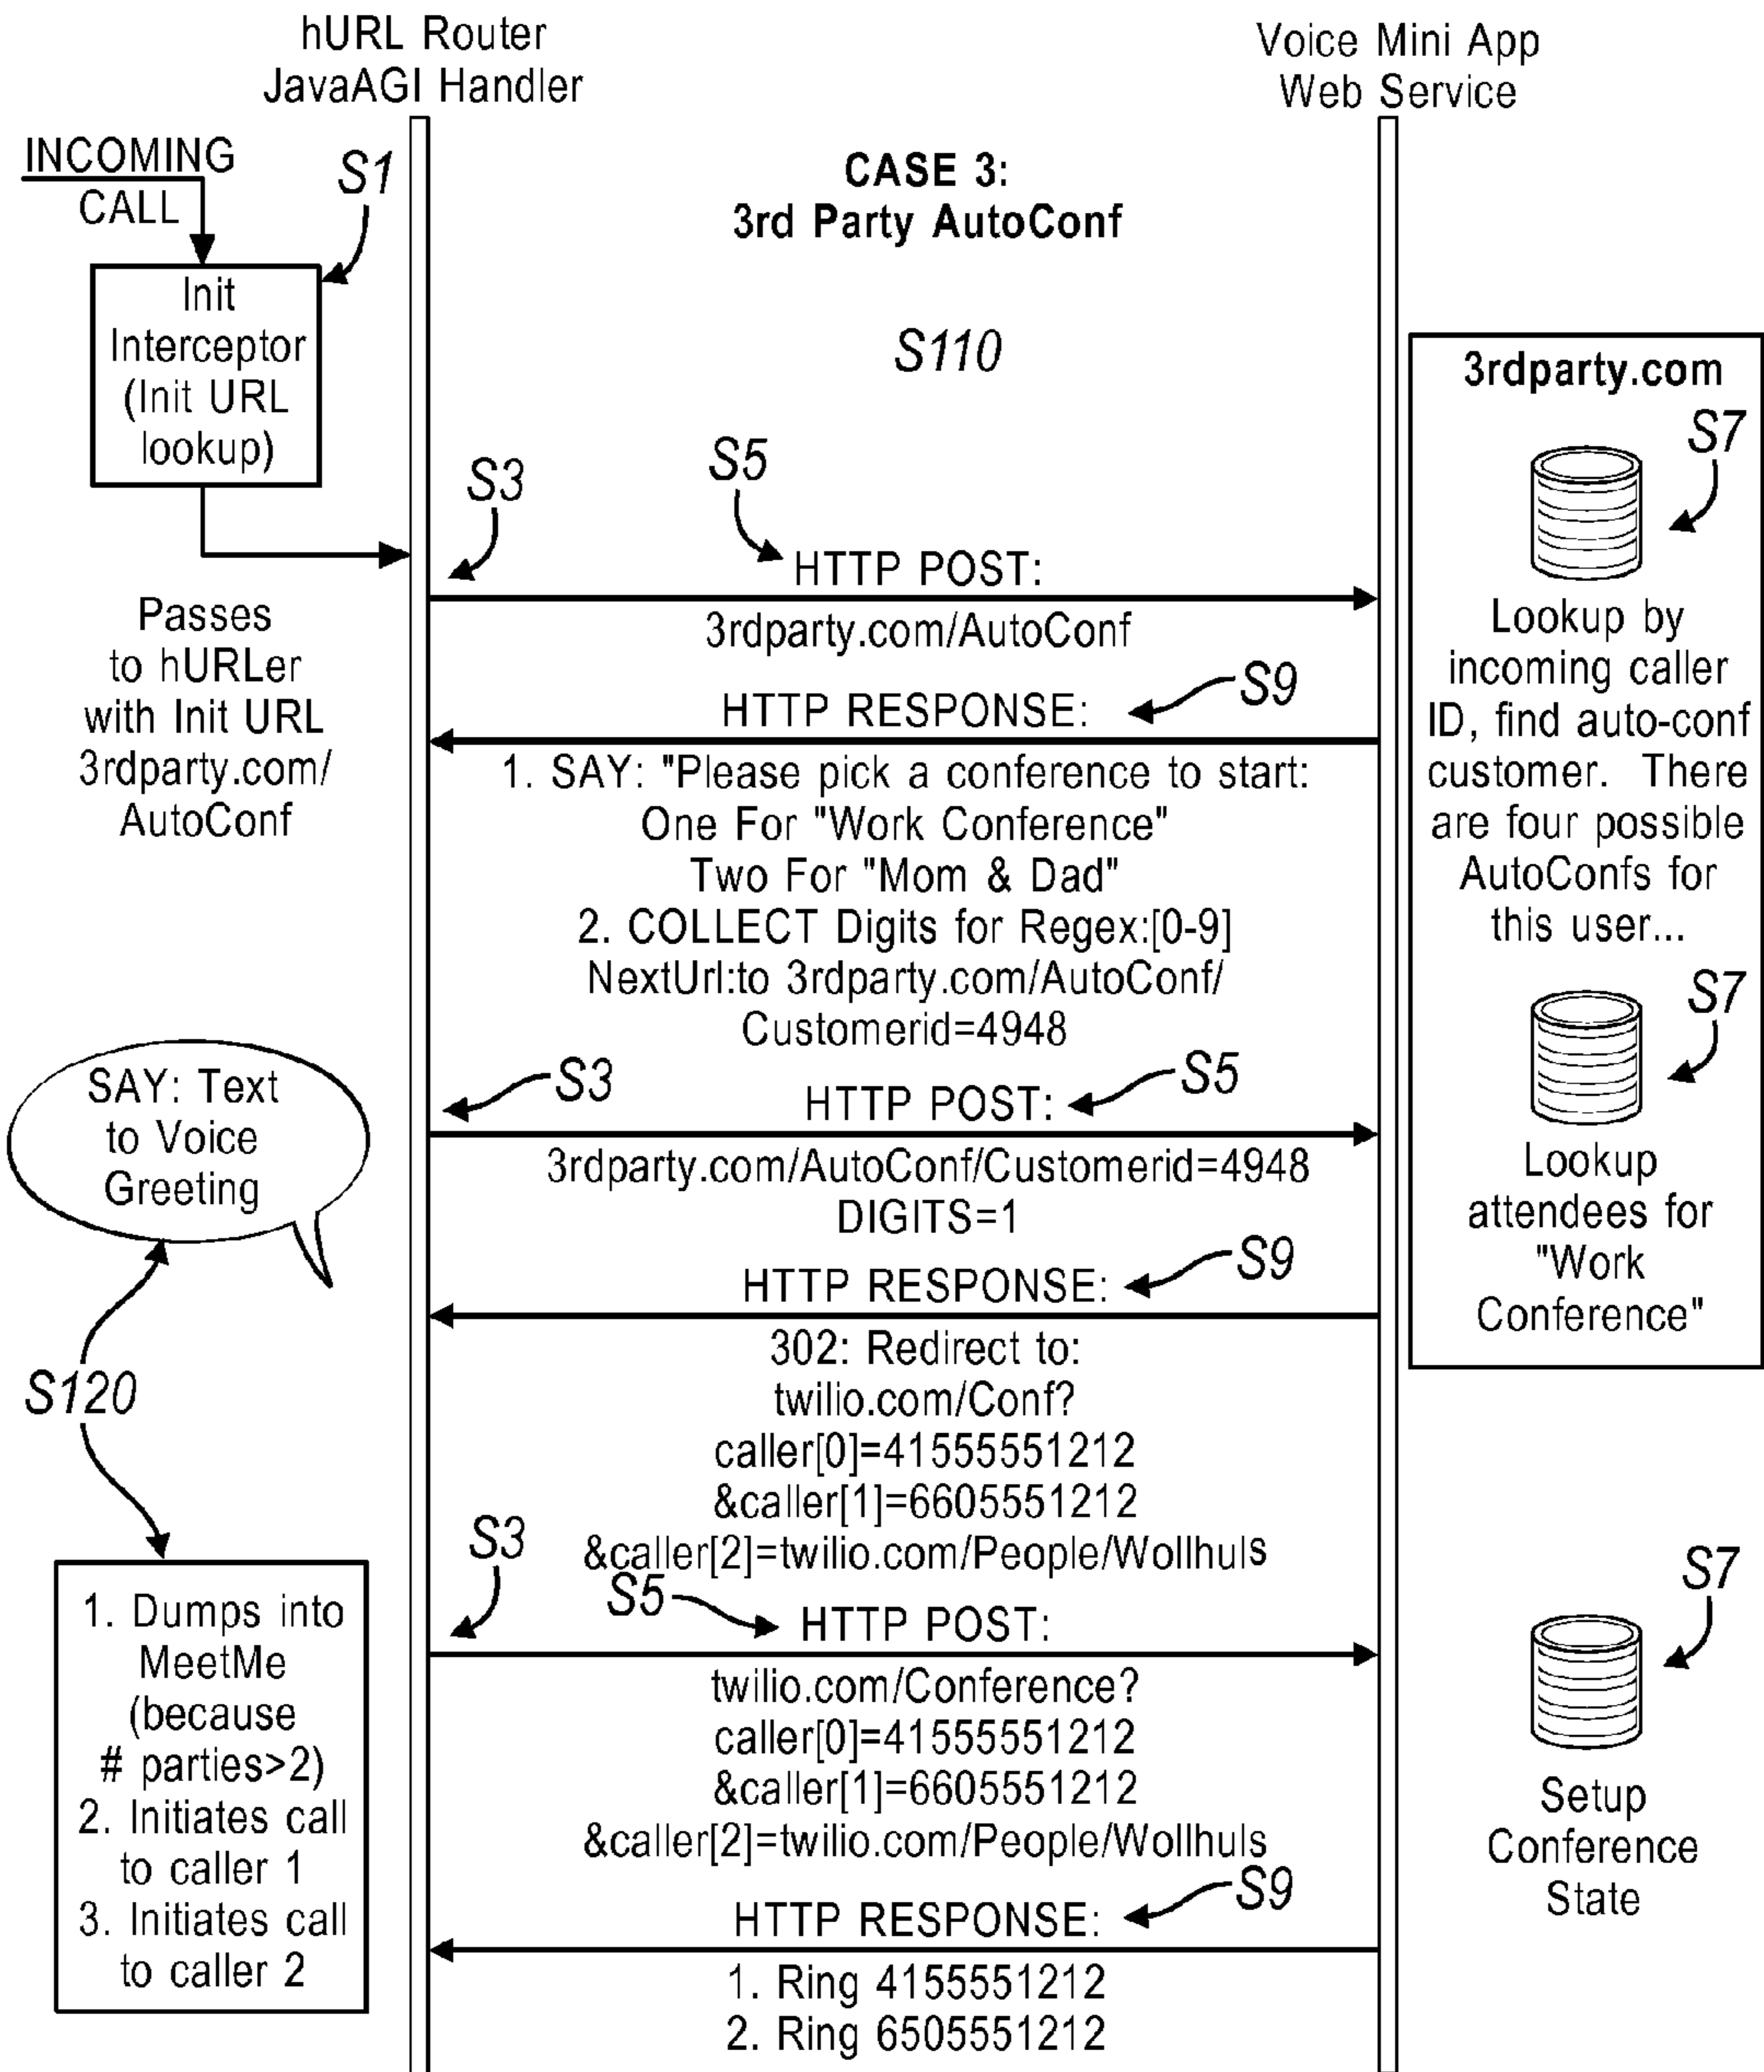 hURL Router
JavaAGI Handler
Voice Mini App
Web Service
INCOMING
CALL
S1
CASE 3:
3rd Party AutoConf
Init
Interceptor
(Init URL
lookup)
S110
3rdparty.com
S7
S3
S5
HTTP POST:
3rdparty.com/AutoConf
Passes
to hURLer
with Init URL
3rdparty.com/
AutoConf
Lookup by
incoming caller
ID, find auto-conf
customer. There
are four possible
AutoConfs for
this user...
HTTP RESPONSE:
S9
1. SAY: "Please pick a conference to start:
One For "Work Conference"
Two For "Mom & Dad"
2. COLLECT Digits for Regex:[0-9]
NextUrl:to 3rdparty.com/AutoConf/
Customerid=4948
S7
SAY: Text
to Voice
Greeting
S3
HTTP POST:
S5
3rdparty.com/AutoConf/Customerid=4948
DIGITS=1
Lookup
attendees for
"Work
Conference"
HTTP RESPONSE:
S9
302: Redirect to:
twilio.com/Conf?
caller[0]=41555551212
&caller[1]=6605551212
&caller[2]=twilio.com/People/Wollhuls
S120
S3
S5
HTTP POST:
twilio.com/Conference?
caller[0]=41555551212
&caller[1]=6605551212
&caller[2]=twilio.com/People/Wollhuls
S7
Setup
Conference
State
1. Dumps into
MeetMe
(because
# parties>2)
2. Initiates call
to caller 1
3. Initiates call
to caller 2
HTTP RESPONSE:
S9
1. Ring 4155551212
2. Ring 6505551212